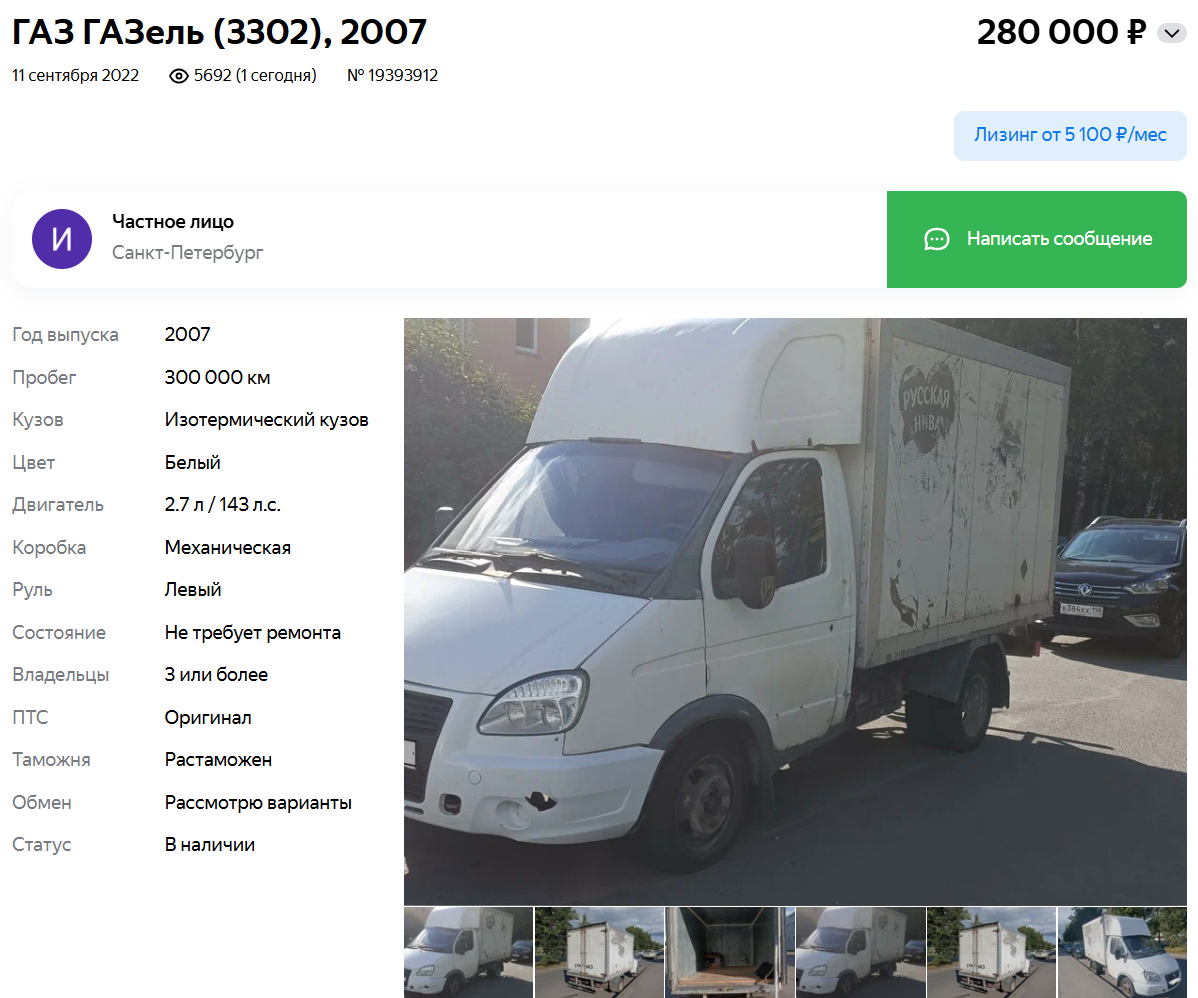 ГАЗ ГАЗель (3302), 2007
280 000 ₽
11 сентября 2022 5692 (1 сегодня) № 19393912
Лизинг от 5 100 ₽/мес
И
Частное лицо
Санкт-Петербург
Написать сообщение
Год выпуска 2007
Пробег 300 000 км
Кузов Изотермический кузов
Цвет Белый
Двигатель 2.7 л / 143 л.с.
Коробка Механическая
Руль Левый
Состояние Не требует ремонта
Владельцы 3 или более
ПТС Оригинал
Таможня Растаможен
Обмен Рассмотрю варианты
Статус В наличии
РУССКАЯ
НИВА
в384кх 198